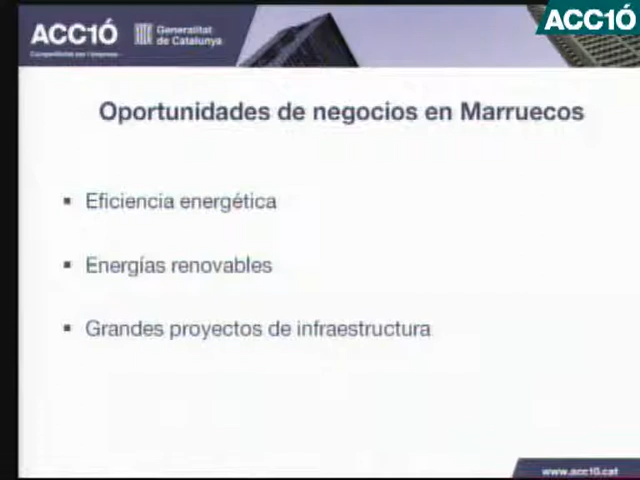 ACC1Ó
Generalitat
de Catalunya
ACC1Ó
Oportunidades de negocios en Marruecos
▪ Eficiencia energética
▪ Energías renovables
▪ Grandes proyectos de infraestructura
www.acc10.cat